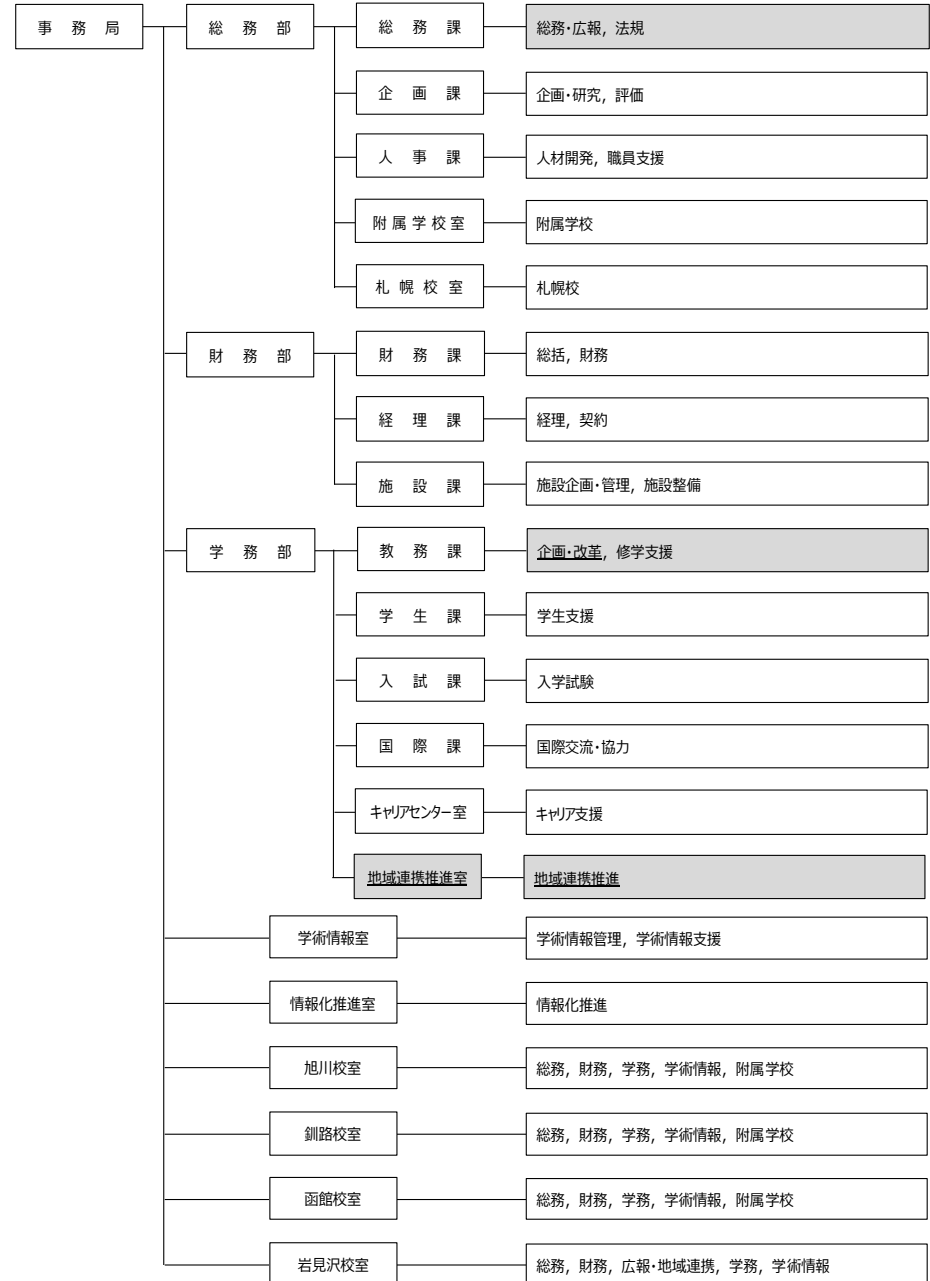 事務局 総務部 総務課 総務・広報，法規
企画課 企画・研究，評価
人事課 人材開発，職員支援
附属学校室 附属学校
札幌校室 札幌校
財務部 財務課 総括，財務
経理課 経理，契約
施設課 施設企画・管理，施設整備
学務部 教務課 企画・改革，修学支援
学生課 学生支援
入試課 入学試験
国際課 国際交流・協力
キャリアセンター室 キャリア支援
地域連携推進室 地域連携推進
学術情報室 学術情報管理，学術情報支援
情報化推進室 情報化推進
旭川校室 総務，財務，学務，学術情報，附属学校
釧路校室 総務，財務，学務，学術情報，附属学校
函館校室 総務，財務，学務，学術情報，附属学校
岩見沢校室 総務，財務，広報・地域連携，学務，学術情報